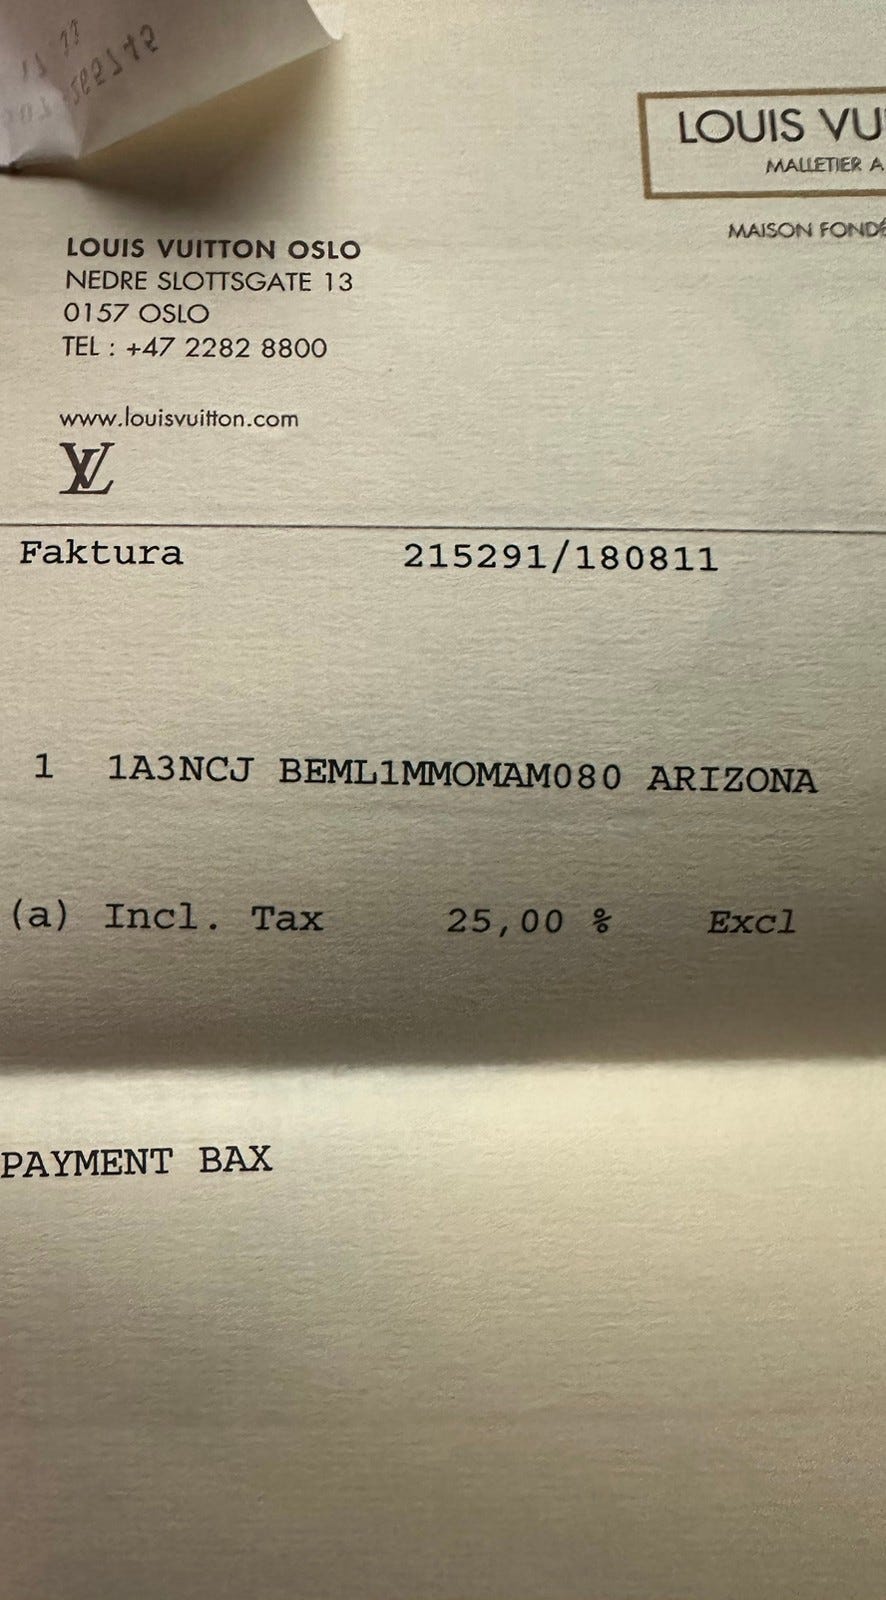 LOUIS VU
MALLETIER A
MAISON FONDÉ
LOUIS VUITTON OSLO
NEDRE SLOTTSGATE 13
0157 OSLO
TEL : +47 2282 8800
www.louisvuitton.com
LV
Faktura 215291/180811
1 1A3NCJ BEML1MMOMAM080 ARIZONA
(a) Incl. Tax 25,00 % Excl
PAYMENT BAX